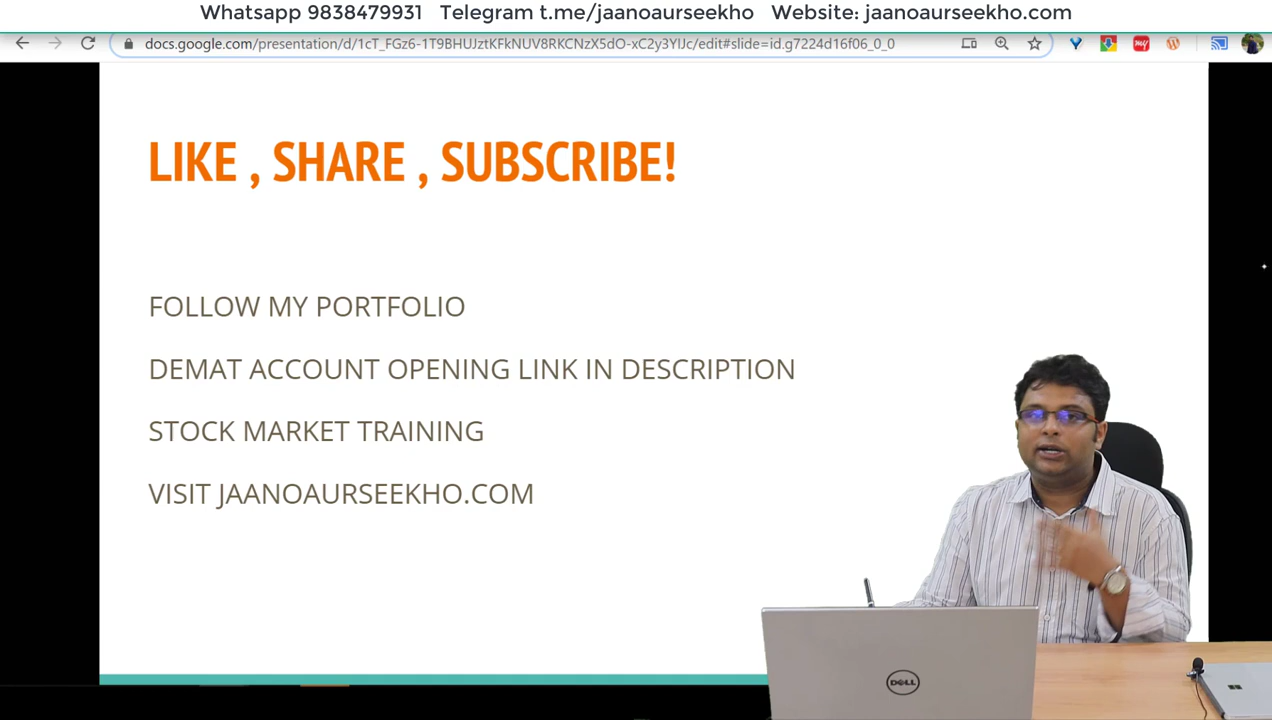 Whatsapp 9838479931 Telegram t.me/jaanoaurseekho Website: jaanoaurseekho.com
docs.google.com/presentation/d/1cT_FGz6-1T9BHUJztKFkNUV8RKCNzX5dO-xC2y3YIJc/edit#slide=id.g7224d16f06_0_0
LIKE , SHARE , SUBSCRIBE!
FOLLOW MY PORTFOLIO
DEMAT ACCOUNT OPENING LINK IN DESCRIPTION
STOCK MARKET TRAINING
VISIT JAANOAURSEEKHO.COM
DELL